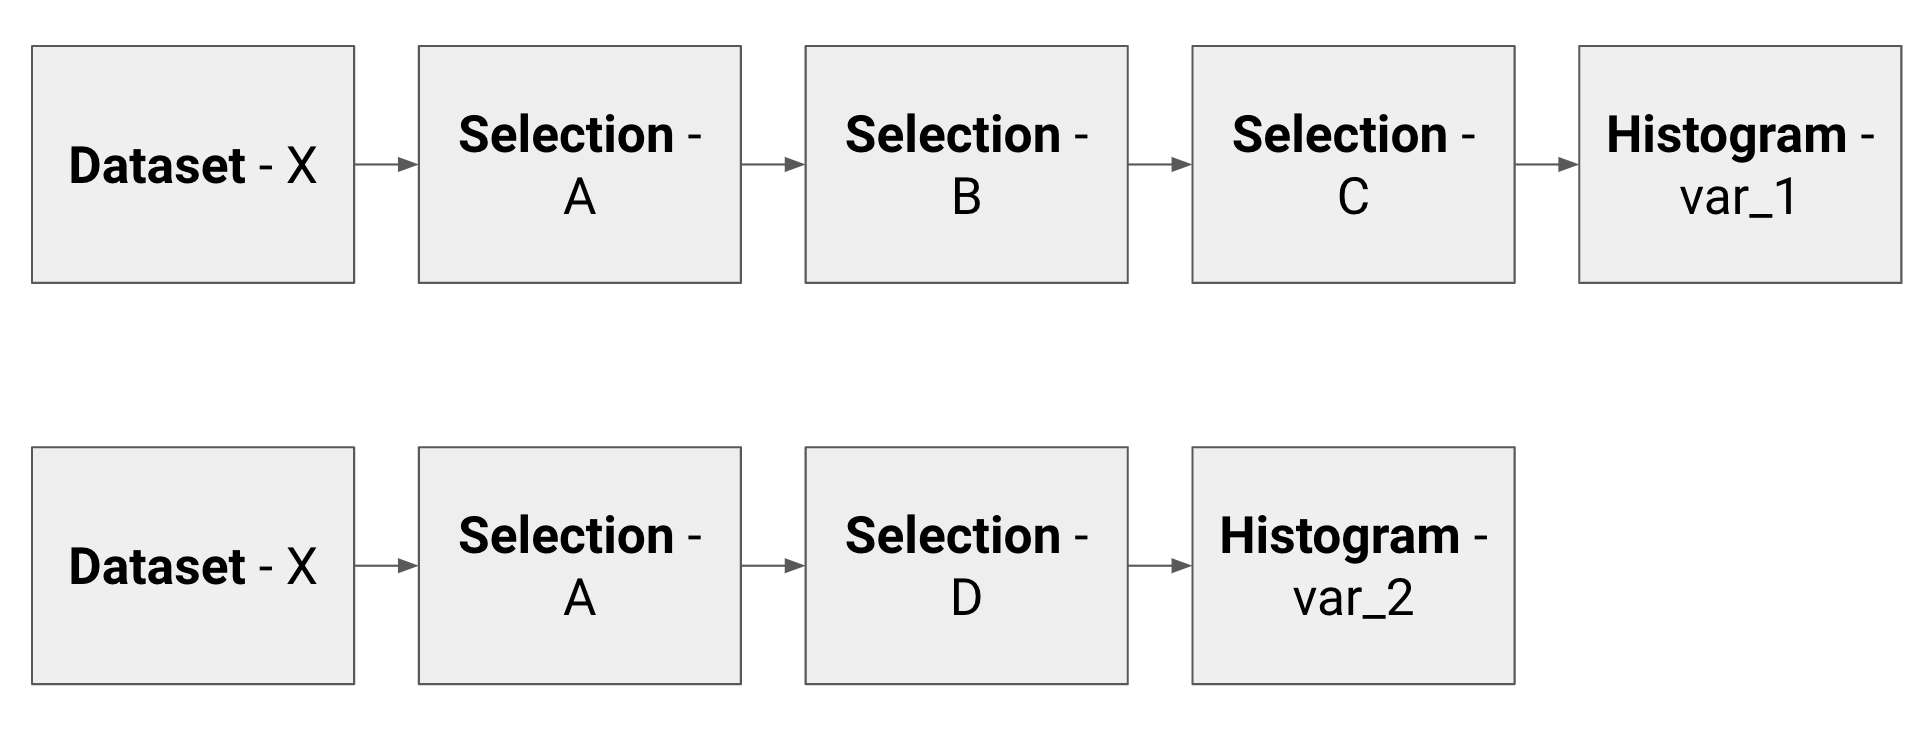 Dataset - X
Selection -
A
Selection -
B
Selection -
C
Histogram -
var_1
Dataset - X
Selection -
A
Selection -
D
Histogram -
var_2